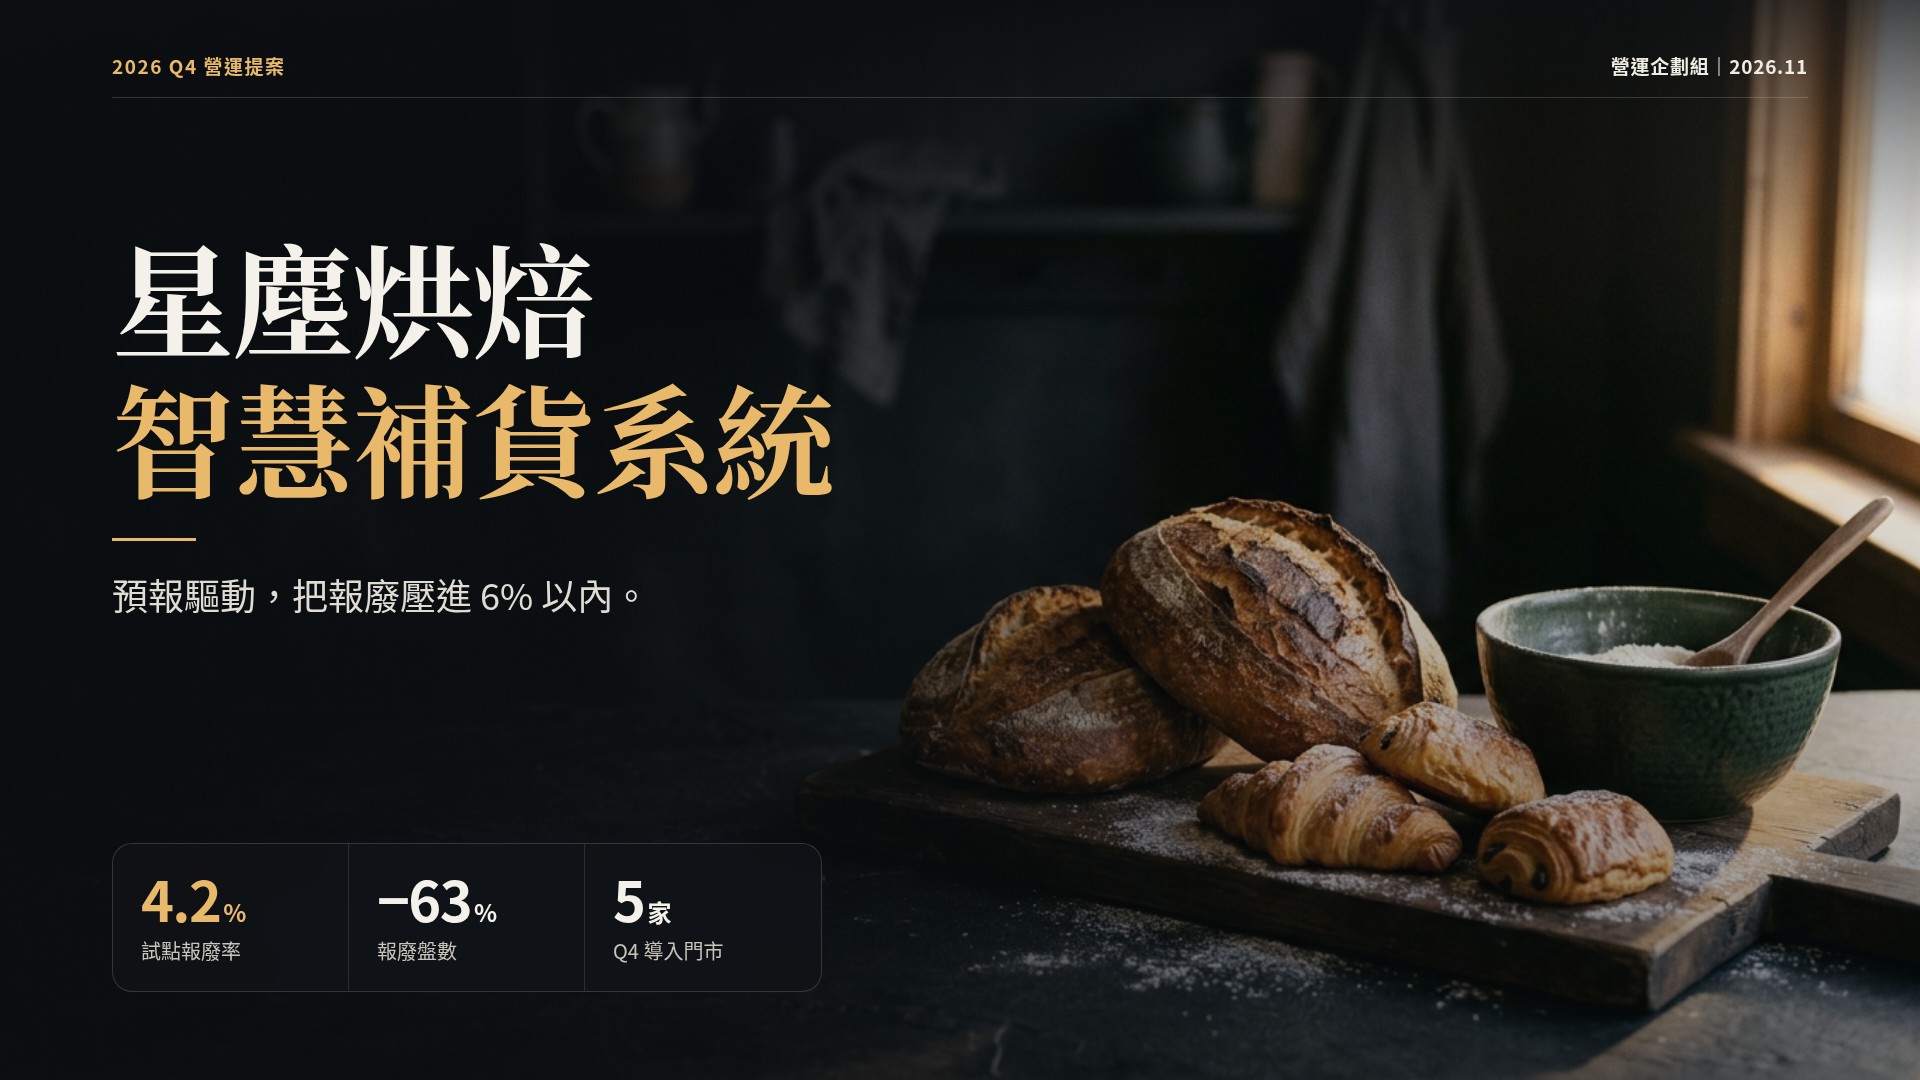 2026 Q4 營運提案
營運企劃組｜2026.11
星塵烘焙
智慧補貨系統
預報驅動，把報廢壓進 6% 以內。
4.2%
試點報廢率
−63%
報廢盤數
5家
Q4 導入門市